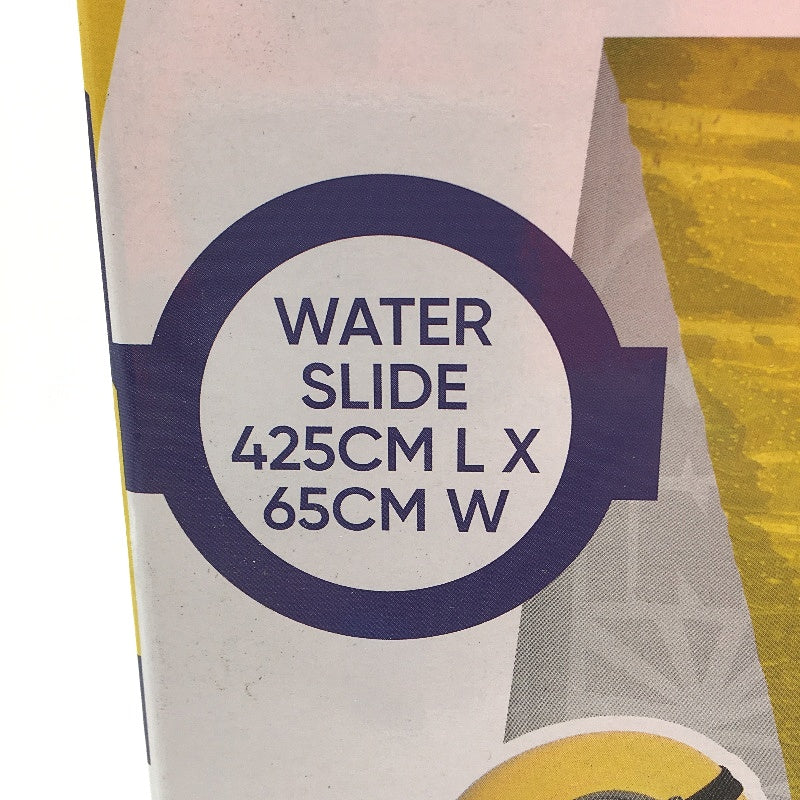 WATER
SLIDE
425CM L X
65CM W